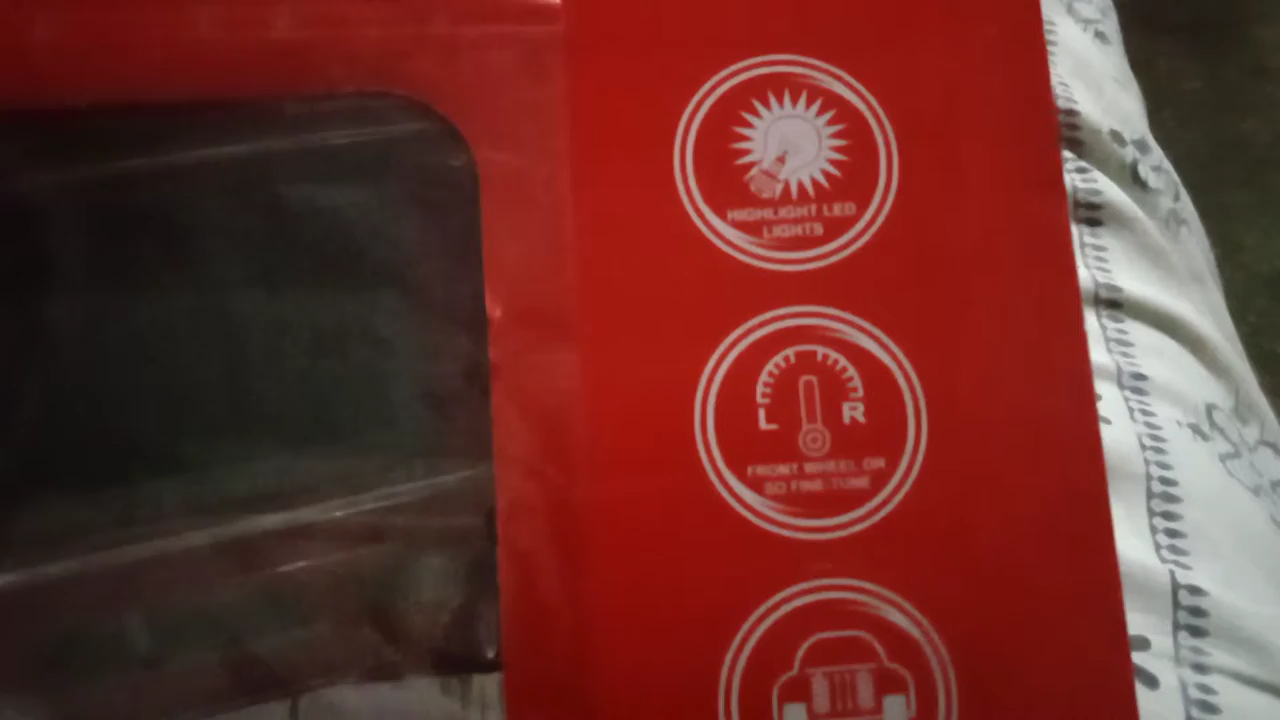 HIGHLIGHT LED
LIGHTS
L R
FRONT WHEEL OR
SO FINE-TUNE